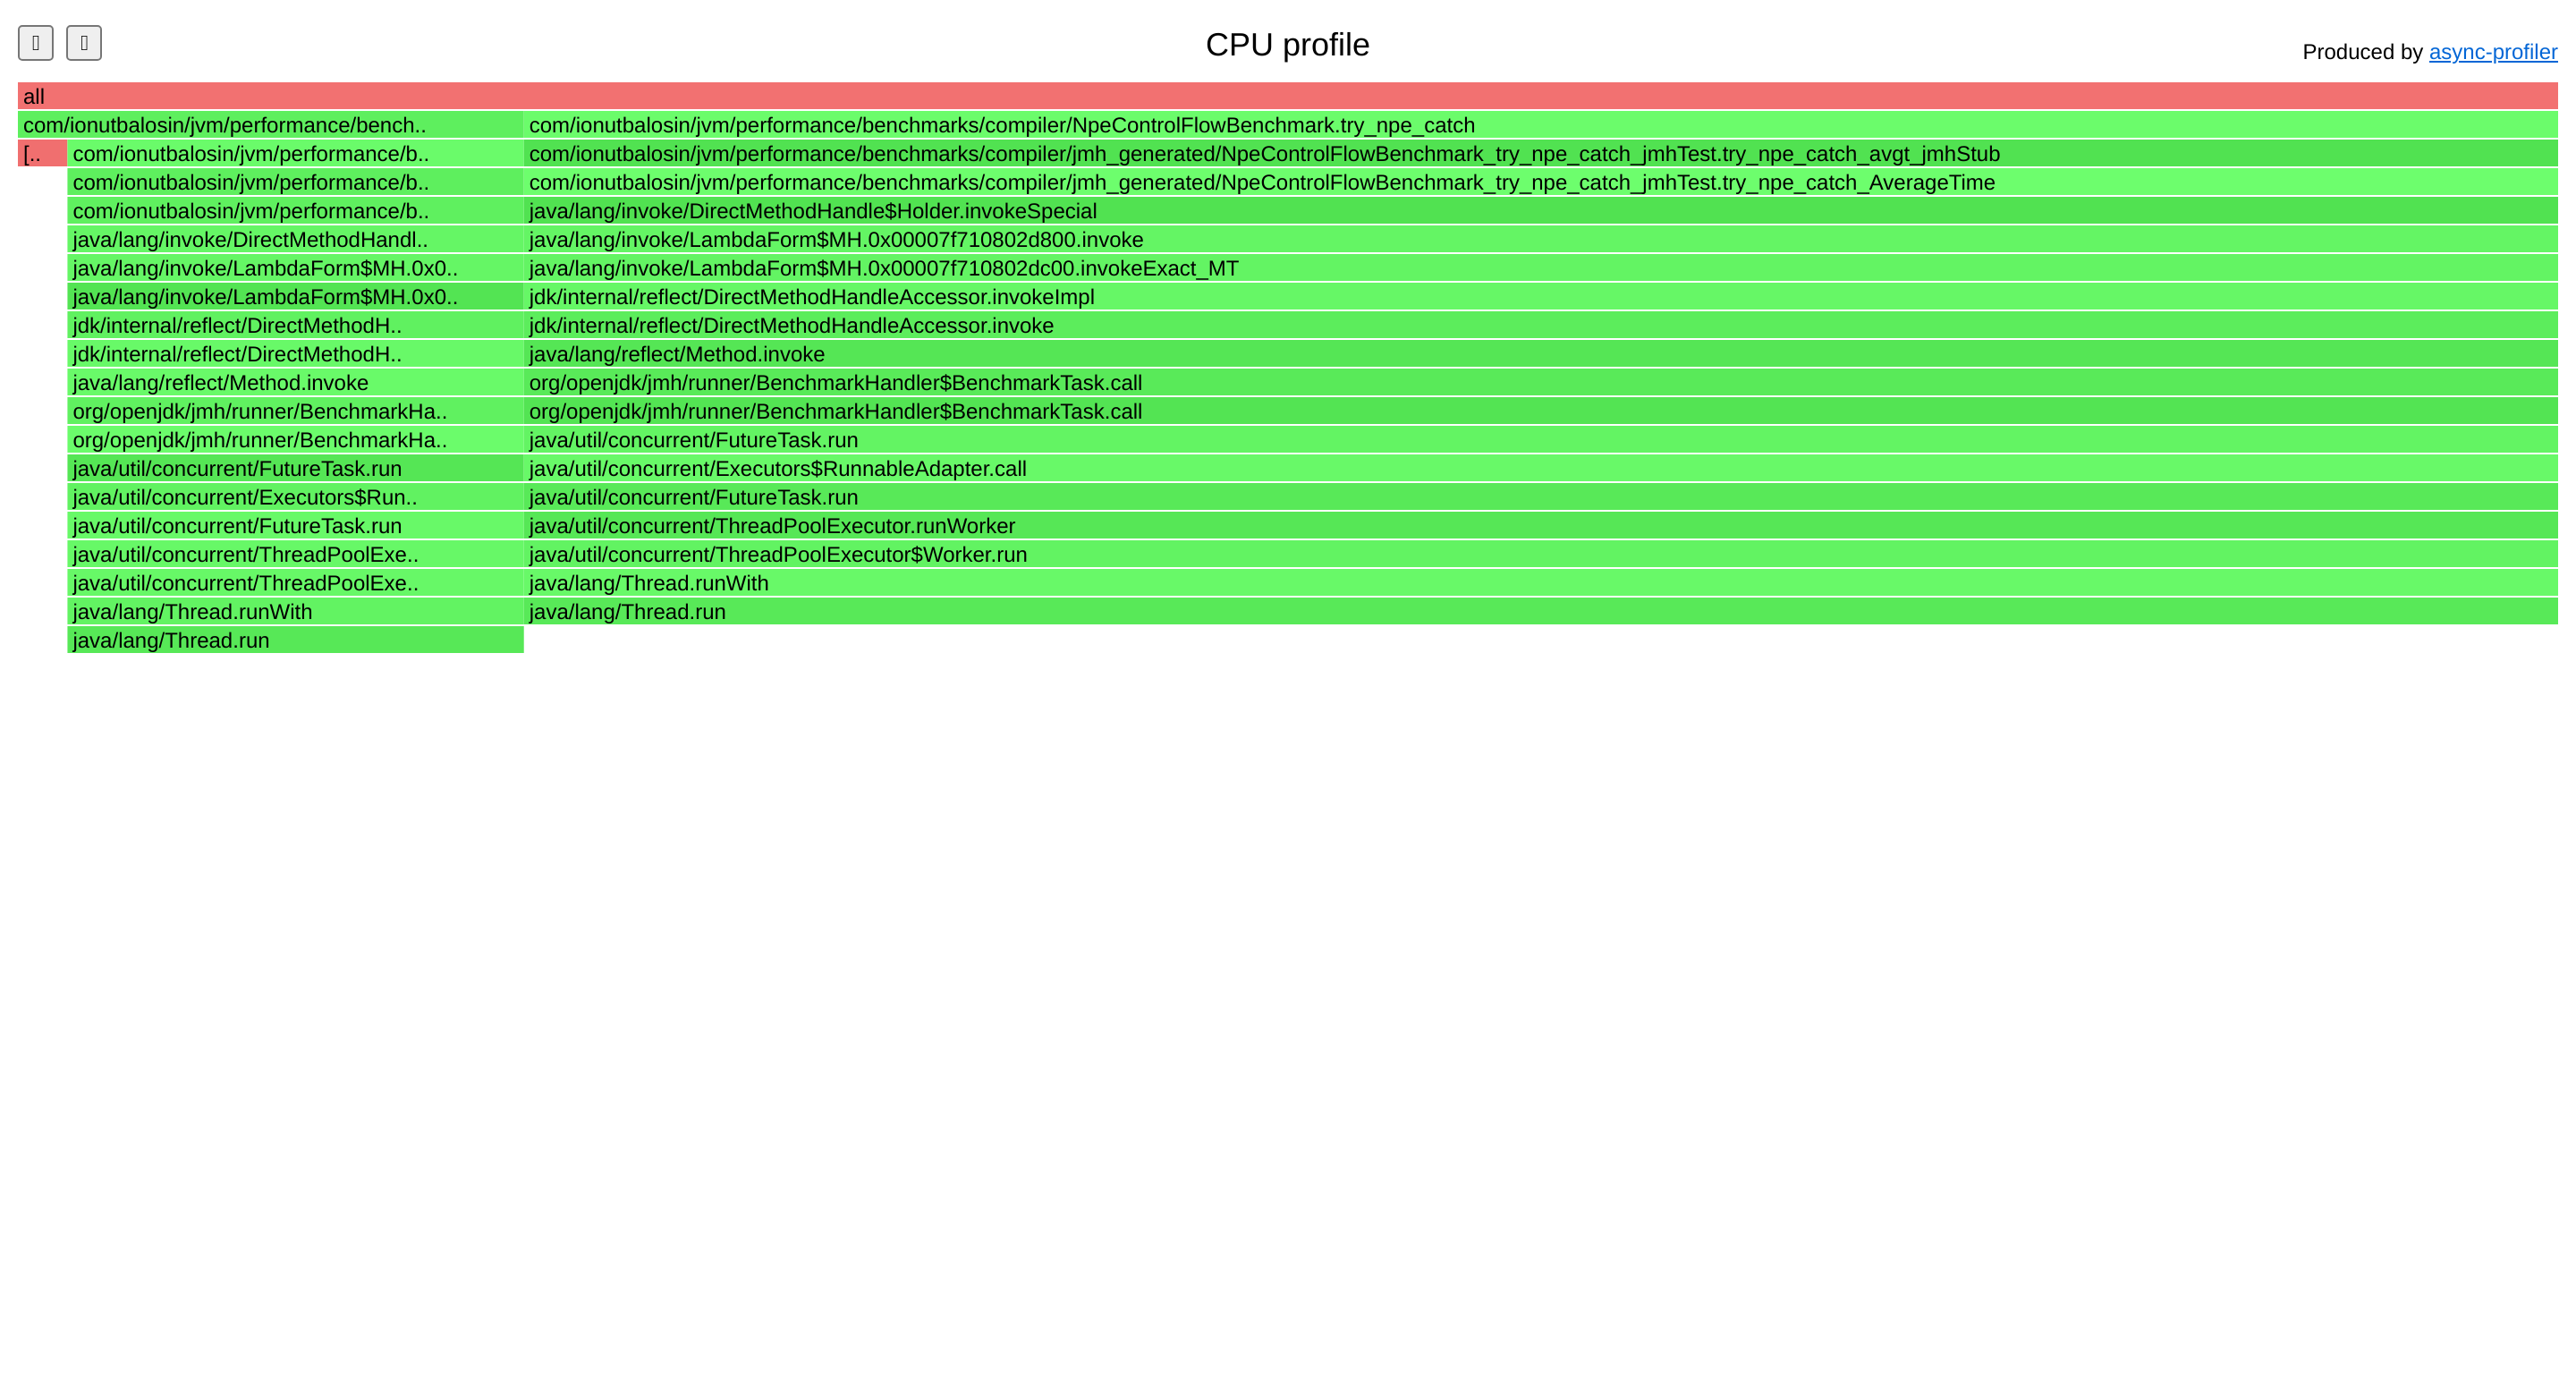 CPU profile
Produced by async-profiler
all
com/ionutbalosin/jvm/performance/bench.. com/ionutbalosin/jvm/performance/benchmarks/compiler/NpeControlFlowBenchmark.try_npe_catch
[.. com/ionutbalosin/jvm/performance/b.. com/ionutbalosin/jvm/performance/benchmarks/compiler/jmh_generated/NpeControlFlowBenchmark_try_npe_catch_jmhTest.try_npe_catch_avgt_jmhStub
com/ionutbalosin/jvm/performance/b.. com/ionutbalosin/jvm/performance/benchmarks/compiler/jmh_generated/NpeControlFlowBenchmark_try_npe_catch_jmhTest.try_npe_catch_AverageTime
com/ionutbalosin/jvm/performance/b.. java/lang/invoke/DirectMethodHandle$Holder.invokeSpecial
java/lang/invoke/DirectMethodHandl.. java/lang/invoke/LambdaForm$MH.0x00007f710802d800.invoke
java/lang/invoke/LambdaForm$MH.0x0.. java/lang/invoke/LambdaForm$MH.0x00007f710802dc00.invokeExact_MT
java/lang/invoke/LambdaForm$MH.0x0.. jdk/internal/reflect/DirectMethodHandleAccessor.invokeImpl
jdk/internal/reflect/DirectMethodH.. jdk/internal/reflect/DirectMethodHandleAccessor.invoke
jdk/internal/reflect/DirectMethodH.. java/lang/reflect/Method.invoke
java/lang/reflect/Method.invoke org/openjdk/jmh/runner/BenchmarkHandler$BenchmarkTask.call
org/openjdk/jmh/runner/BenchmarkHa.. org/openjdk/jmh/runner/BenchmarkHandler$BenchmarkTask.call
org/openjdk/jmh/runner/BenchmarkHa.. java/util/concurrent/FutureTask.run
java/util/concurrent/FutureTask.run java/util/concurrent/Executors$RunnableAdapter.call
java/util/concurrent/Executors$Run.. java/util/concurrent/FutureTask.run
java/util/concurrent/FutureTask.run java/util/concurrent/ThreadPoolExecutor.runWorker
java/util/concurrent/ThreadPoolExe.. java/util/concurrent/ThreadPoolExecutor$Worker.run
java/util/concurrent/ThreadPoolExe.. java/lang/Thread.runWith
java/lang/Thread.runWith java/lang/Thread.run
java/lang/Thread.run